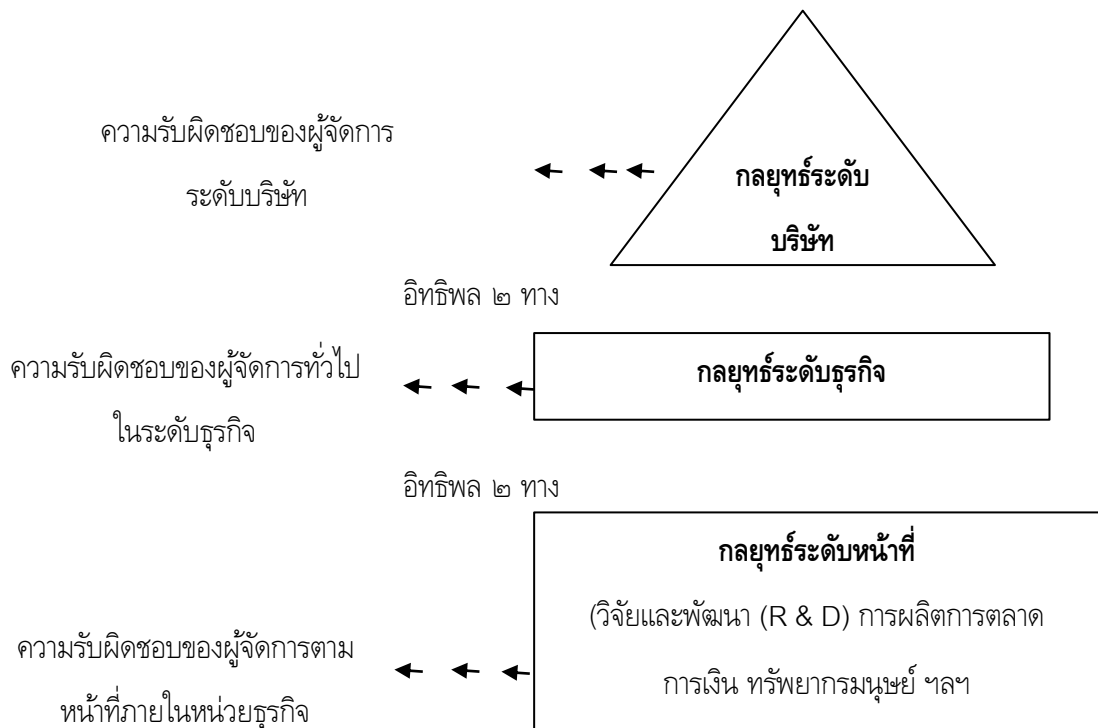 ความรับผิดชอบของผู้จัดการ
ระดับบริษัท
กลยุทธ์ระดับ
บริษัท
อิทธิพล ๒ ทาง
ความรับผิดชอบของผู้จัดการทั่วไป
ในระดับธุรกิจ
กลยุทธ์ระดับธุรกิจ
อิทธิพล ๒ ทาง
กลยุทธ์ระดับหน้าที่
(วิจัยและพัฒนา (R & D) การผลิตการตลาด
การเงิน ทรัพยากรมนุษย์ ฯลฯ
ความรับผิดชอบของผู้จัดการตาม
หน้าที่ภายในหน่วยธุรกิจ